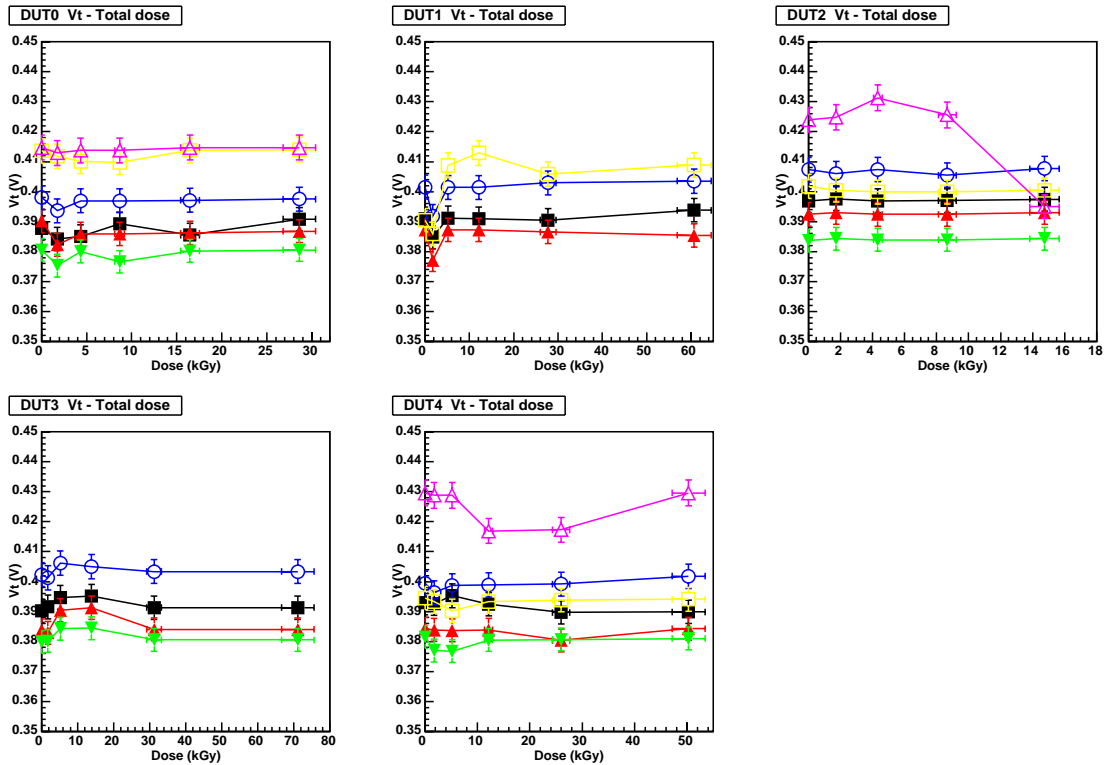 DUT0 Vt - Total dose
DUT1 Vt - Total dose
DUT2 Vt - Total dose
Vt (V)
0.45
0.44
0.43
0.42
0.41
0.4
0.39
0.38
0.37
0.36
0.35
0 5 10 15 20 25 30
Dose (kGy)
Vt (V)
0.45
0.44
0.43
0.42
0.41
0.4
0.39
0.38
0.37
0.36
0.35
0 10 20 30 40 50 60
Dose (kGy)
Vt (V)
0.45
0.44
0.43
0.42
0.41
0.4
0.39
0.38
0.37
0.36
0.35
0 2 4 6 8 10 12 14 16 18
Dose (kGy)
DUT3 Vt - Total dose
DUT4 Vt - Total dose
Vt (V)
0.45
0.44
0.43
0.42
0.41
0.4
0.39
0.38
0.37
0.36
0.35
0 10 20 30 40 50 60 70 80
Dose (kGy)
Vt (V)
0.45
0.44
0.43
0.42
0.41
0.4
0.39
0.38
0.37
0.36
0.35
0 10 20 30 40 50
Dose (kGy)